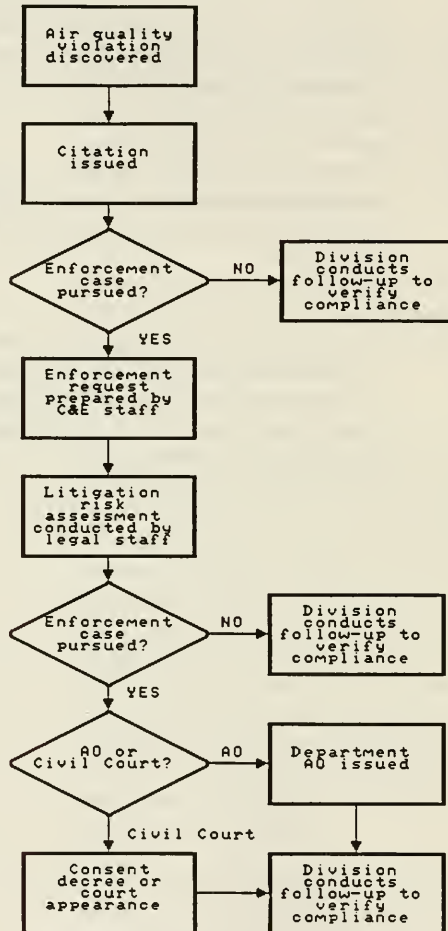 Air quality
violation
discovered
Citation
issued
Enforcement
case
pursued?
NO
Division
conducts
follow-up to
verify
compliance
YES
Enforcement
request
prepared by
C&E staff
Litigation
risk
assessment
conducted by
legal staff
Enforcement
case
pursued?
NO
Division
conducts
follow-up to
verify
compliance
YES
AO or
Civil Court?
AO
Department
AO issued
Civil Court
Consent
decree or
court
appearance
Division
conducts
follow-up to
verify
compliance